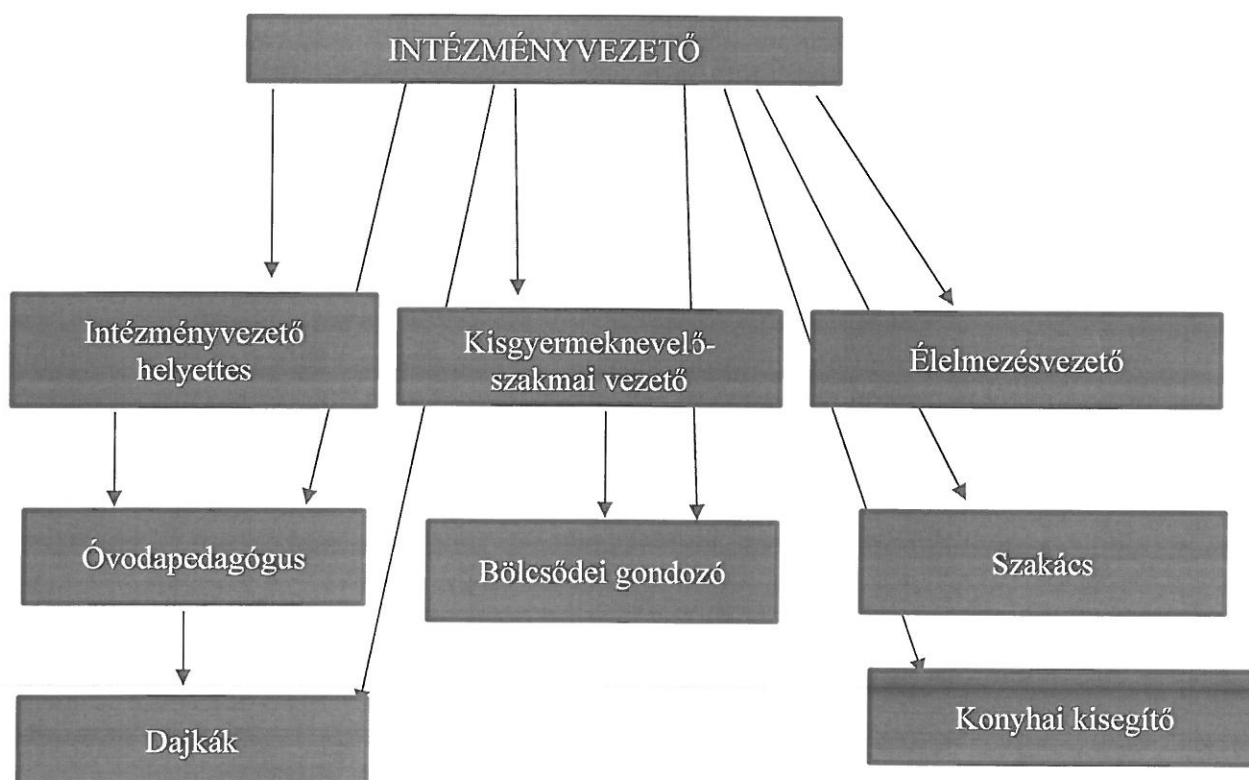 INTÉZMÉNYVEZETŐ
Intézményvezető
helyettes
Kisgyermeknevelő-
szakmai vezető
Élelmezésvezető
Óvodapedagógus
Bölcsődei gondozó
Szakács
Dajkák
Konyhai kisegítő